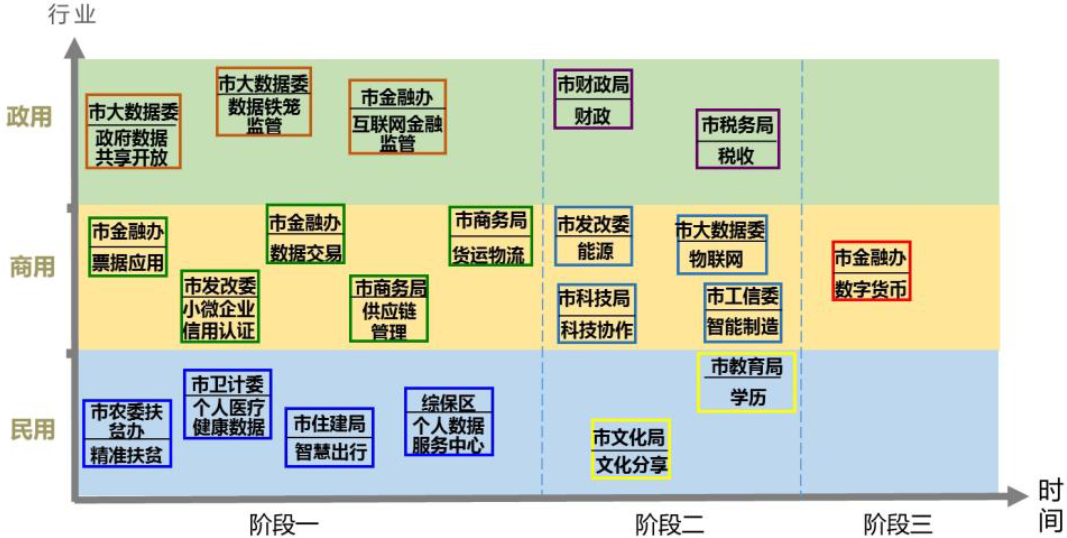 行业
政用
市大数据委
政府数据
共享开放
市大数据委
数据铁笼
监管
市金融办
互联网金融
监管
市财政局
财政
市税务局
税收
商用
市金融办
票据应用
市发改委
小微企业
信用认证
市金融办
数据交易
市商务局
供应链
管理
市商务局
货运物流
市发改委
能源
市科技局
科技协作
市大数据委
物联网
市工信委
智能制造
市金融办
数字货币
民用
市农委扶
贫办
精准扶贫
市卫计委
个人医疗
健康数据
市住建局
智慧出行
综保区
个人数据
服务中心
市文化局
文化分享
市教育局
学历
阶段一
阶段二
阶段三
时
间